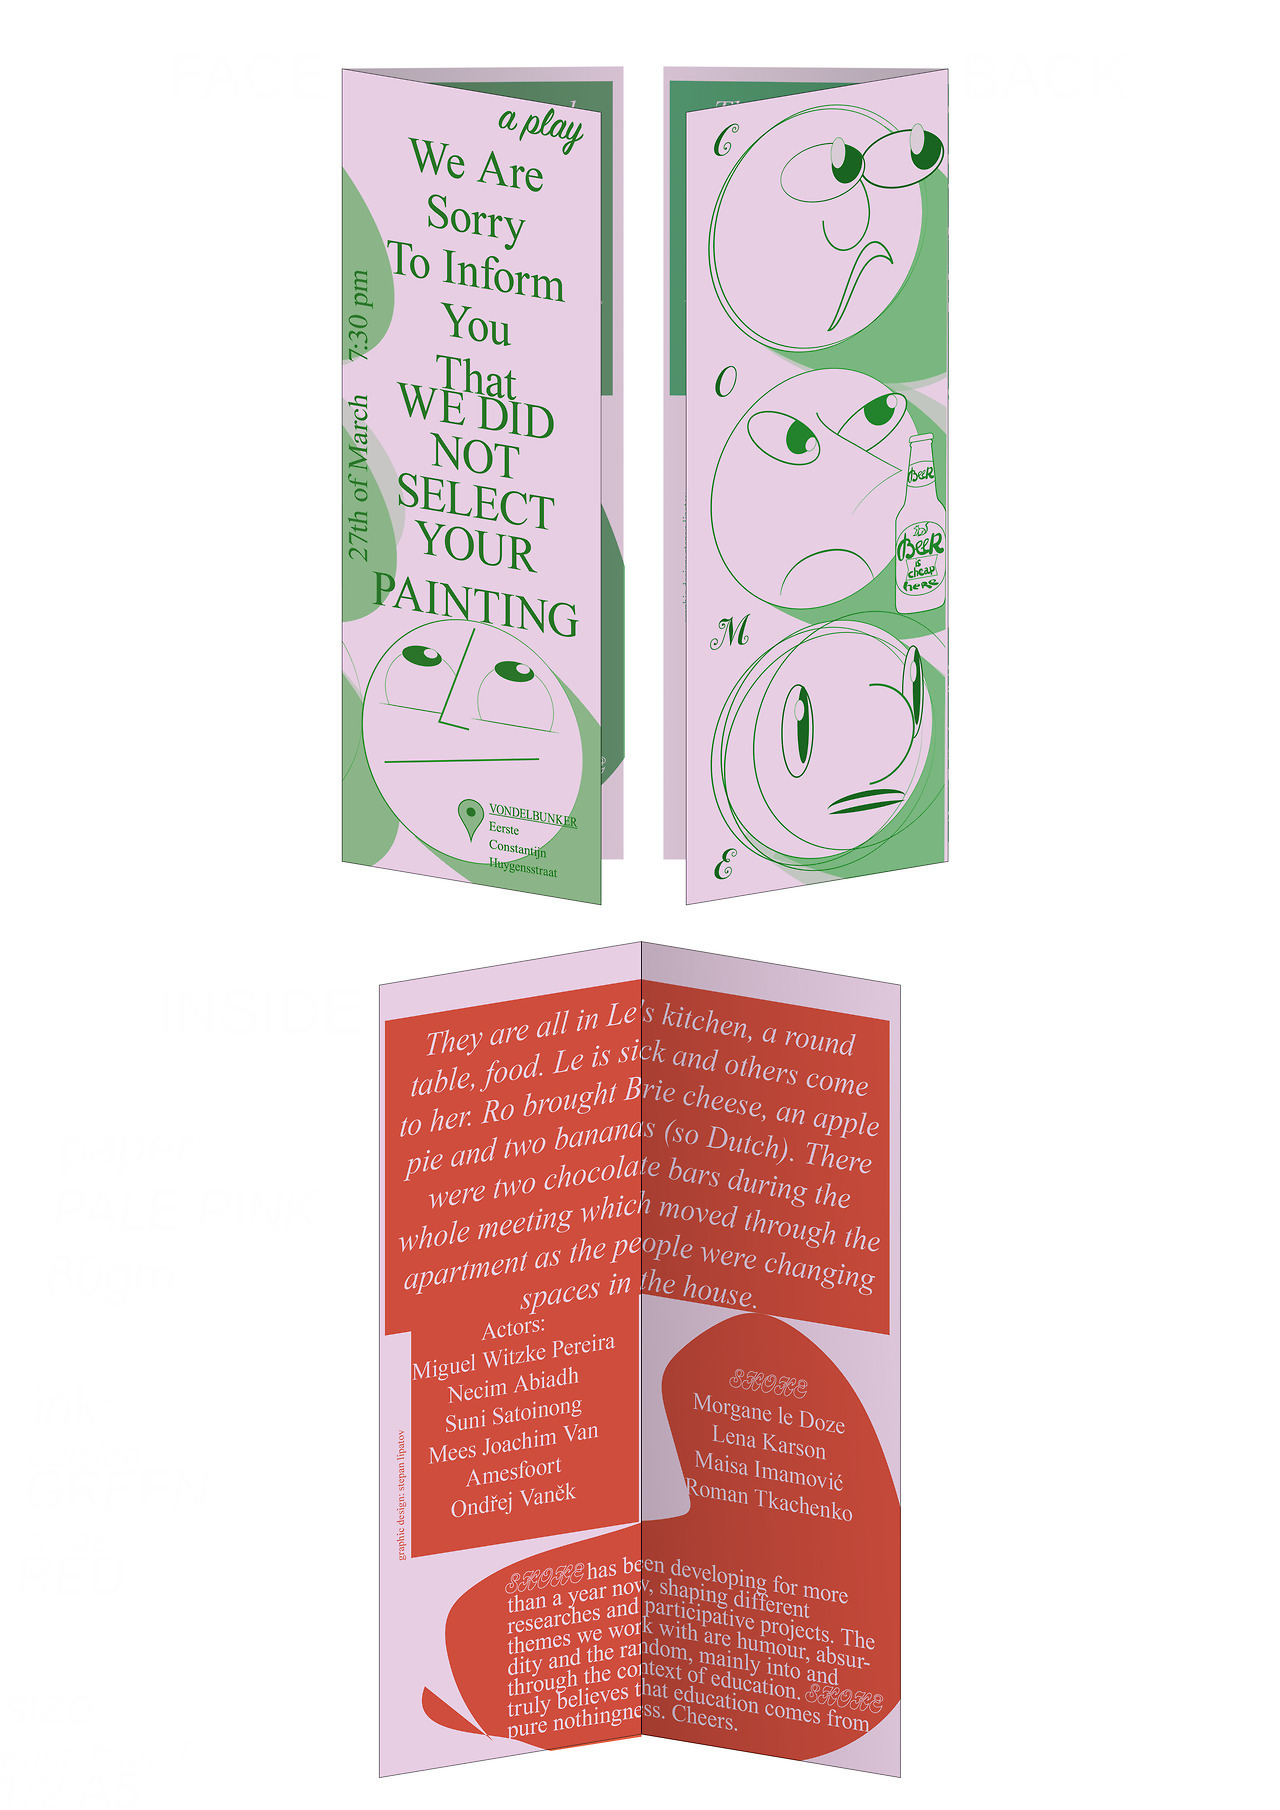 a play
We Are
Sorry
To Inform
You
That
WE DID
NOT
SELECT
YOUR
PAINTING
27th of March 7:30 pm
VONDELBUNKER
Eerste
Constantijn
Huygensstraat
C
O
M
E
BeeR
BeeR
is
cheap
heRe
They are all in Le's kitchen, a round
table, food. Le is sick and others come
to her. Ro brought Brie cheese, an apple
pie and two bananas (so Dutch). There
were two chocolate bars during the
whole meeting which moved through the
apartment as the people were changing
spaces in the house.
Actors:
Miguel Witzke Pereira
Necim Abiadh
Suni Satoinong
Mees Joachim Van
Amesfoort
Ondřej Vaněk
graphic design: stepan lipatov
SHOKE
Morgane le Doze
Lena Karson
Maisa Imamović
Roman Tkachenko
SHOKE has been developing for more
than a year now, shaping different
researches and participative projects. The
themes we work with are humour, absur-
dity and the random, mainly into and
through the context of education. SHOKE
truly believes that education comes from
pure nothingness. Cheers.